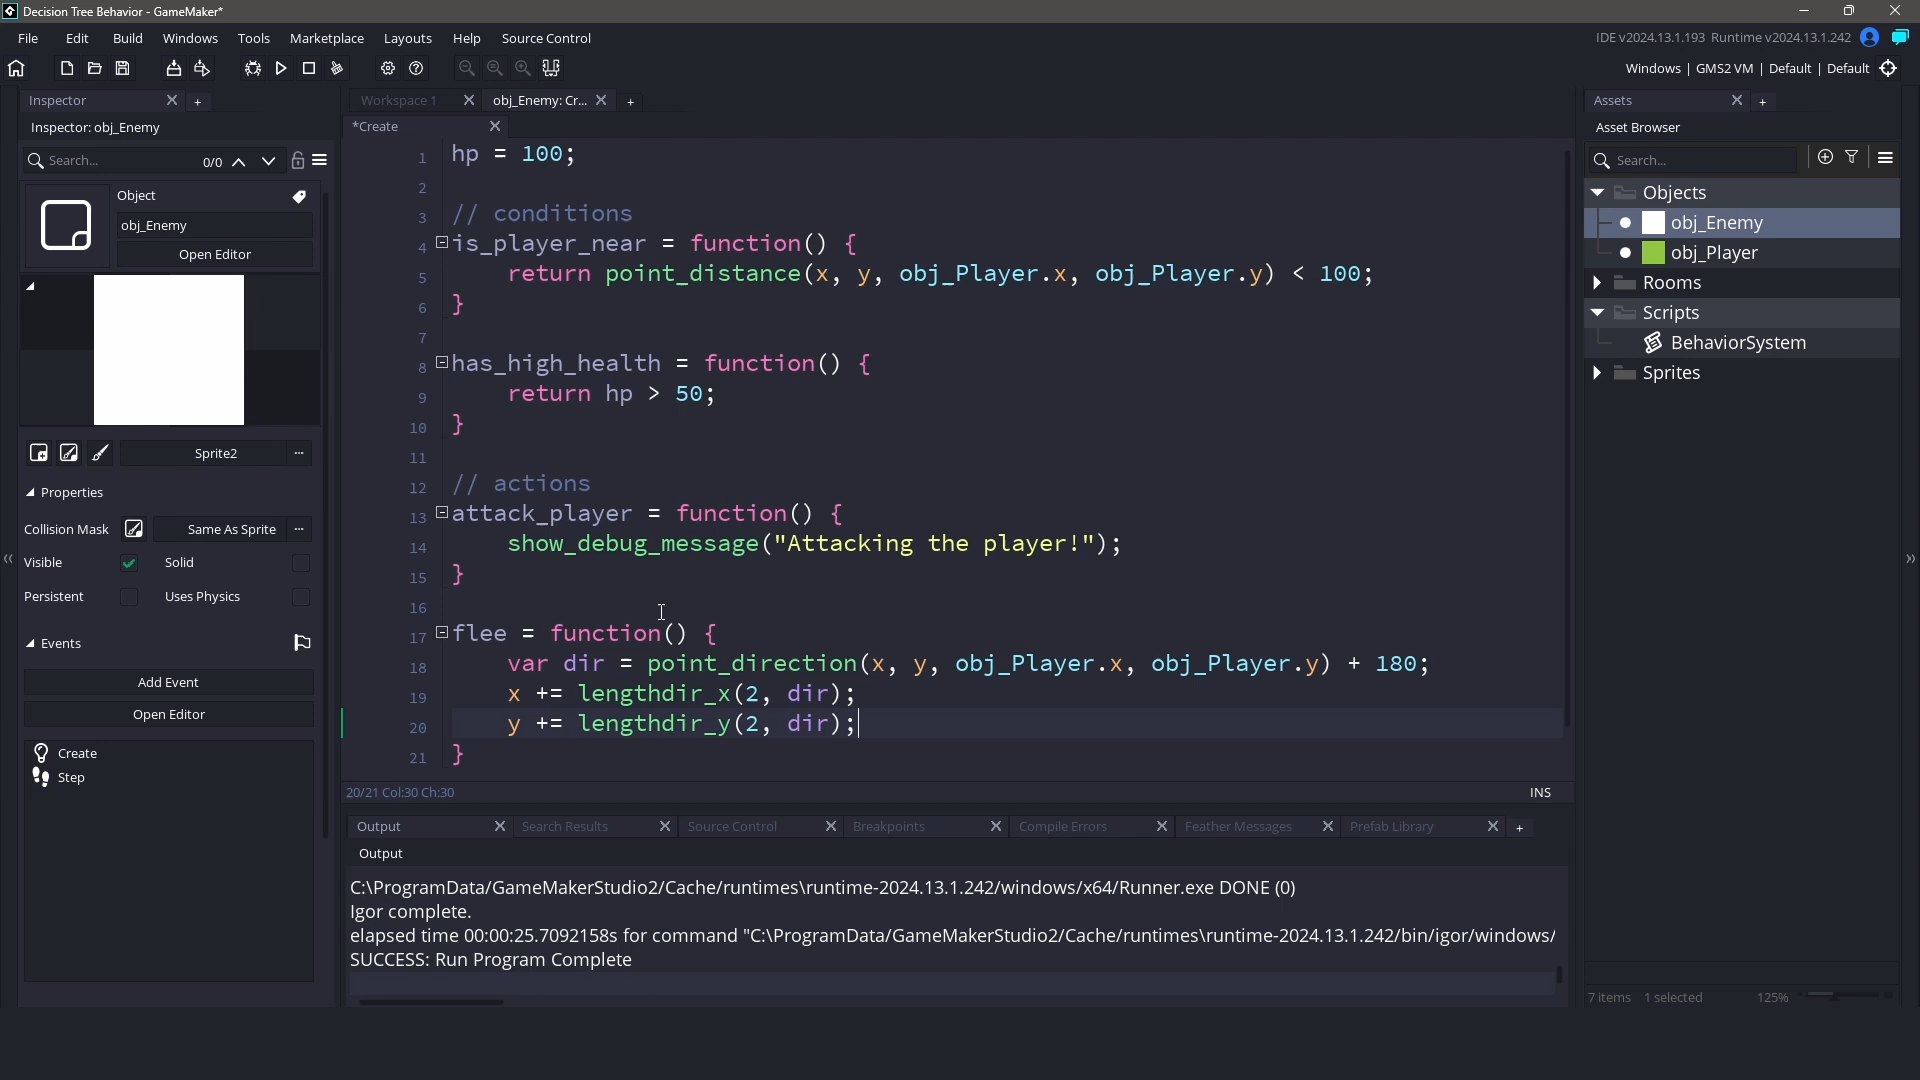 Decision Tree Behavior - GameMaker*
File Edit Build Windows Tools Marketplace Layouts Help Source Control
IDE v2024.13.1.193 Runtime v2024.13.1.242
Windows | GMS2 VM | Default | Default
Inspector
Inspector: obj_Enemy
Search... 0/0
Object
obj_Enemy
Open Editor
Sprite2 ...
Properties
Collision Mask Same As Sprite ...
Visible Solid
Persistent Uses Physics
Events
Add Event
Open Editor
Create
Step
Workspace 1 obj_Enemy: Cr... +
*Create
1 hp = 100;
2
3 // conditions
4 is_player_near = function() {
5 return point_distance(x, y, obj_Player.x, obj_Player.y) < 100;
6 }
7
8 has_high_health = function() {
9 return hp > 50;
10 }
11
12 // actions
13 attack_player = function() {
14 show_debug_message("Attacking the player!");
15 }
16
17 flee = function() {
18 var dir = point_direction(x, y, obj_Player.x, obj_Player.y) + 180;
19 x += lengthdir_x(2, dir);
20 y += lengthdir_y(2, dir);
21 }
20/21 Col:30 Ch:30 INS
Output Search Results Source Control Breakpoints Compile Errors Feather Messages Prefab Library +
Output
C:\ProgramData/GameMakerStudio2/Cache/runtimes\runtime-2024.13.1.242/windows/x64/Runner.exe DONE (0)
Igor complete.
elapsed time 00:00:25.7092158s for command "C:\ProgramData/GameMakerStudio2/Cache/runtimes\runtime-2024.13.1.242/bin/igor/windows/
SUCCESS: Run Program Complete
Assets
Asset Browser
Search...
Objects
obj_Enemy
obj_Player
Rooms
Scripts
BehaviorSystem
Sprites
7 items 1 selected 125%